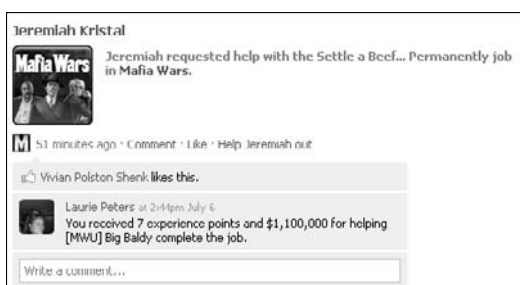 Jeremiah Kristal
Mafia Wars
Jeremiah requested help with the Settle a Beef... Permanently job
in Mafia Wars.
M 51 minutes ago · Comment · Like · Help Jeremiah out
Vivian Polston Shenk likes this.
Laurie Peters at 2:44pm July 6
You received 7 experience points and $1,100,000 for helping
[MWU] Big Baldy complete the job.
Write a comment...